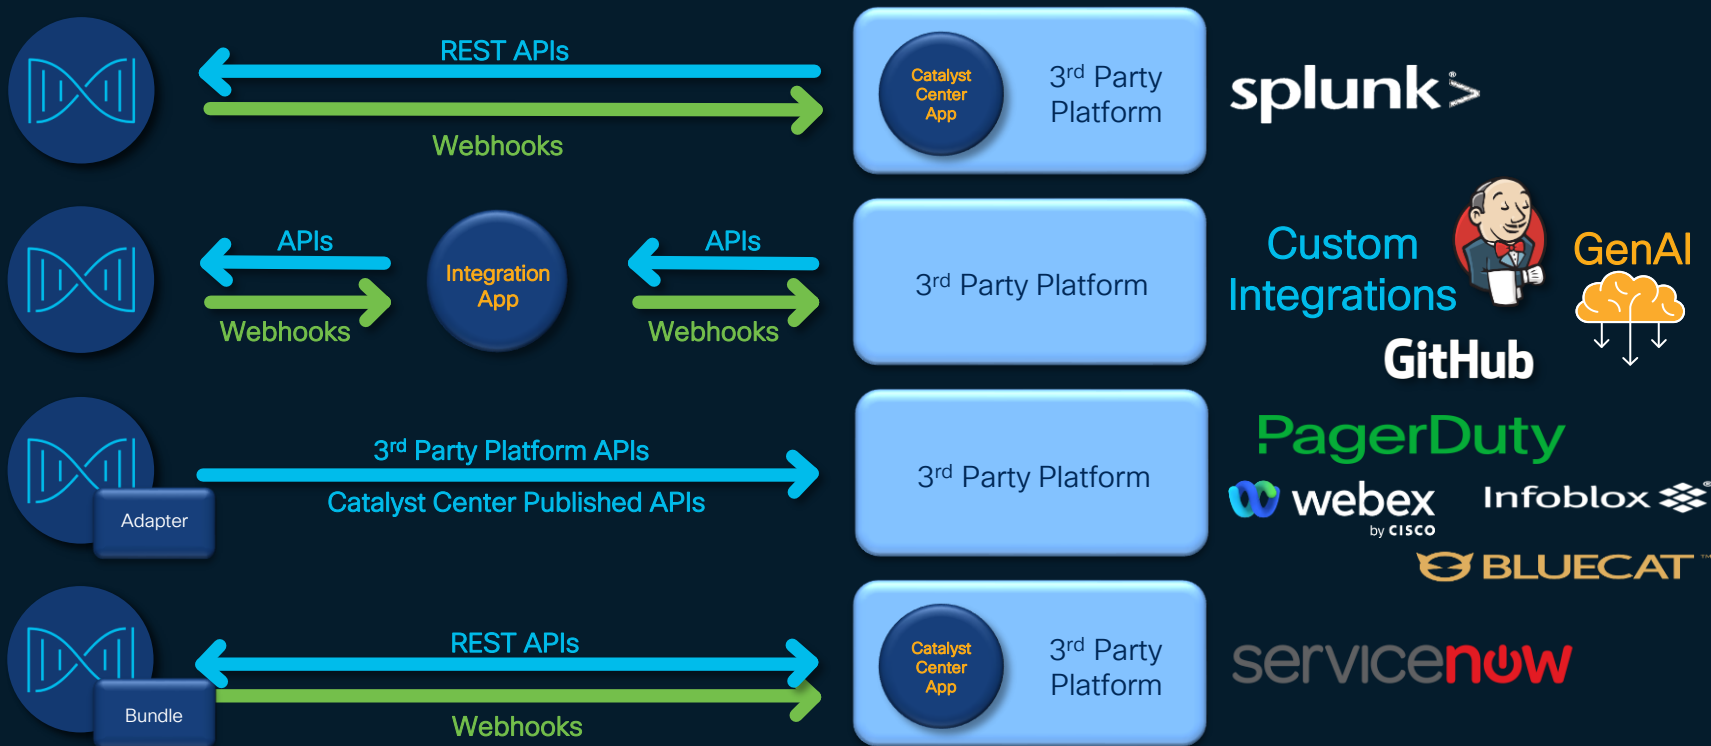 REST APIs
Webhooks
Catalyst
Center
App
3rd Party
Platform
splunk>
APIs
Webhooks
Integration
App
APIs
Webhooks
3rd Party Platform
Custom
Integrations
GenAI
GitHub
Adapter
3rd Party Platform APIs
Catalyst Center Published APIs
3rd Party Platform
PagerDuty
webex
by CISCO
Infoblox
BLUECAT™
Bundle
REST APIs
Webhooks
Catalyst
Center
App
3rd Party
Platform
servicenow